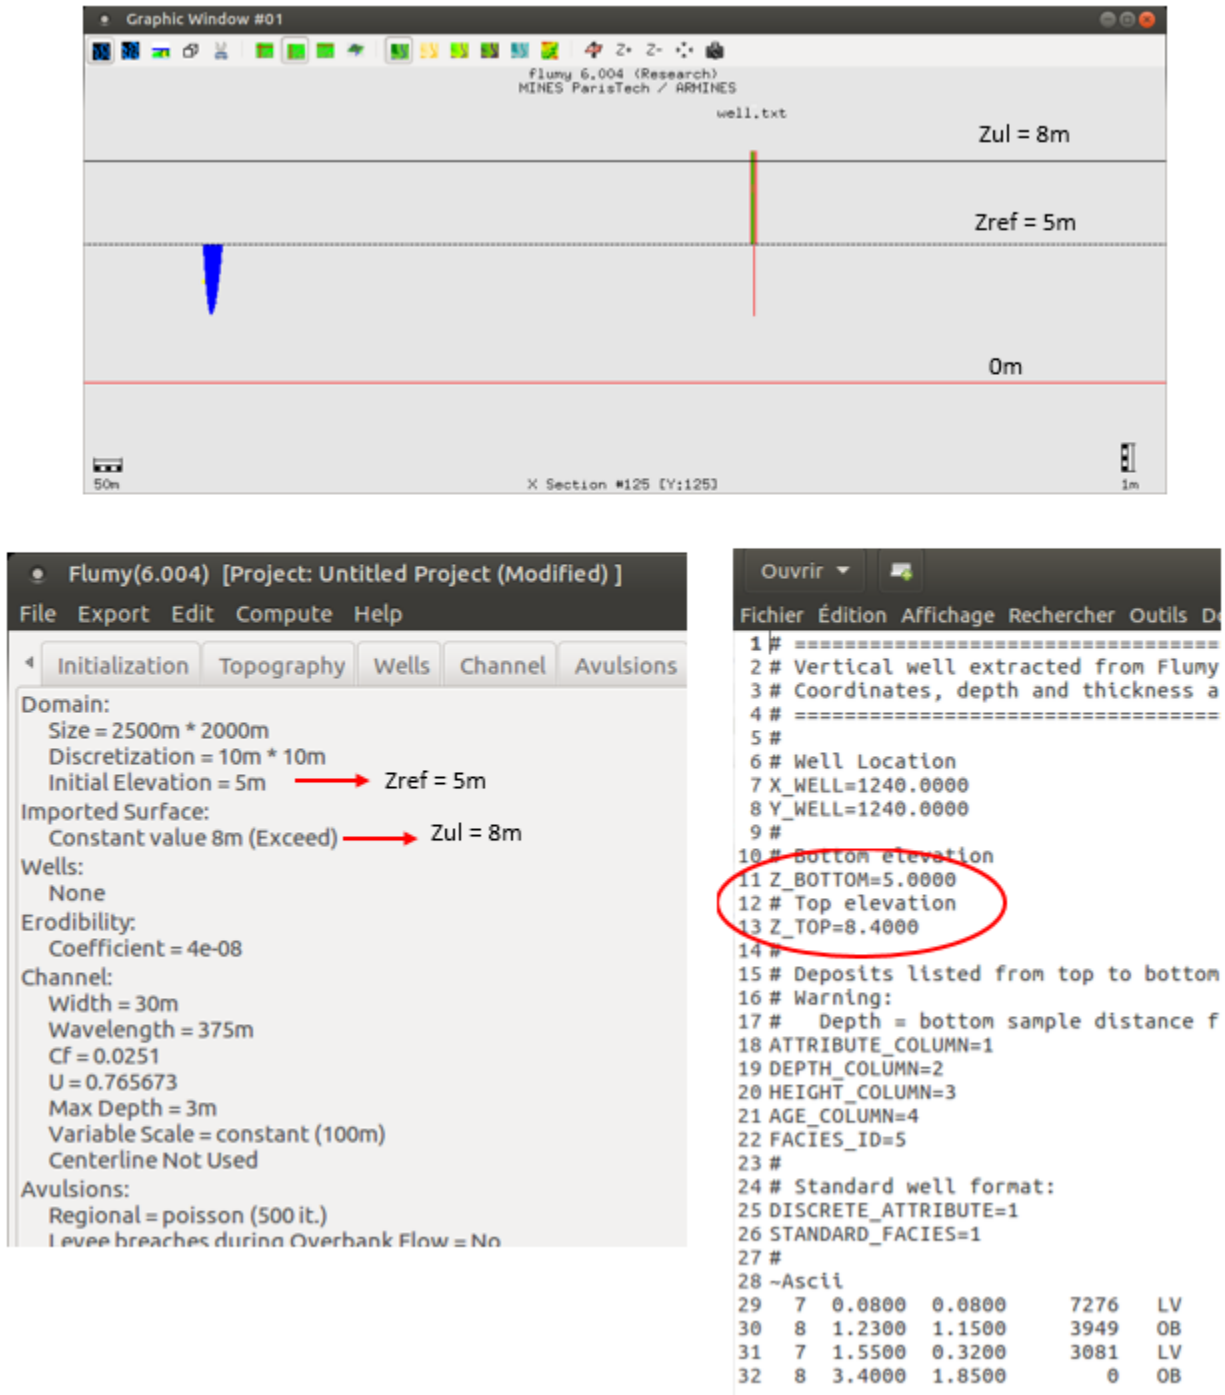 Graphic Window #01
Z+ Z-
flumy 6.004 (Research)
MINES ParisTech / ARMINES
well.txt
Zul = 8m
Zref = 5m
0m
50m
X Section #125 [Y:125]
1m
Flumy(6.004) [Project: Untitled Project (Modified) ]
File Export Edit Compute Help
Initialization Topography Wells Channel Avulsions
Domain:
Size = 2500m * 2000m
Discretization = 10m * 10m
Initial Elevation = 5m Zref = 5m
Imported Surface:
Constant value 8m (Exceed) Zul = 8m
Wells:
None
Erodibility:
Coefficient = 4e-08
Channel:
Width = 30m
Wavelength = 375m
Cf = 0.0251
U = 0.765673
Max Depth = 3m
Variable Scale = constant (100m)
Centerline Not Used
Avulsions:
Regional = poisson (500 it.)
Levee breaches during Overbank Flow = No
Ouvrir
Fichier Édition Affichage Rechercher Outils
1 # ==================================
2 # Vertical well extracted from Flumy
3 # Coordinates, depth and thickness a
4 # ==================================
5 #
6 # Well Location
7 X_WELL=1240.0000
8 Y_WELL=1240.0000
9 #
10 # Bottom elevation
11 Z_BOTTOM=5.0000
12 # Top elevation
13 Z_TOP=8.4000
14 #
15 # Deposits listed from top to bottom
16 # Warning:
17 # Depth = bottom sample distance f
18 ATTRIBUTE_COLUMN=1
19 DEPTH_COLUMN=2
20 HEIGHT_COLUMN=3
21 AGE_COLUMN=4
22 FACIES_ID=5
23 #
24 # Standard well format:
25 DISCRETE_ATTRIBUTE=1
26 STANDARD_FACIES=1
27 #
28 ~Ascii
29 7 0.0800 0.0800 7276 LV
30 8 1.2300 1.1500 3949 OB
31 7 1.5500 0.3200 3081 LV
32 8 3.4000 1.8500 0 OB